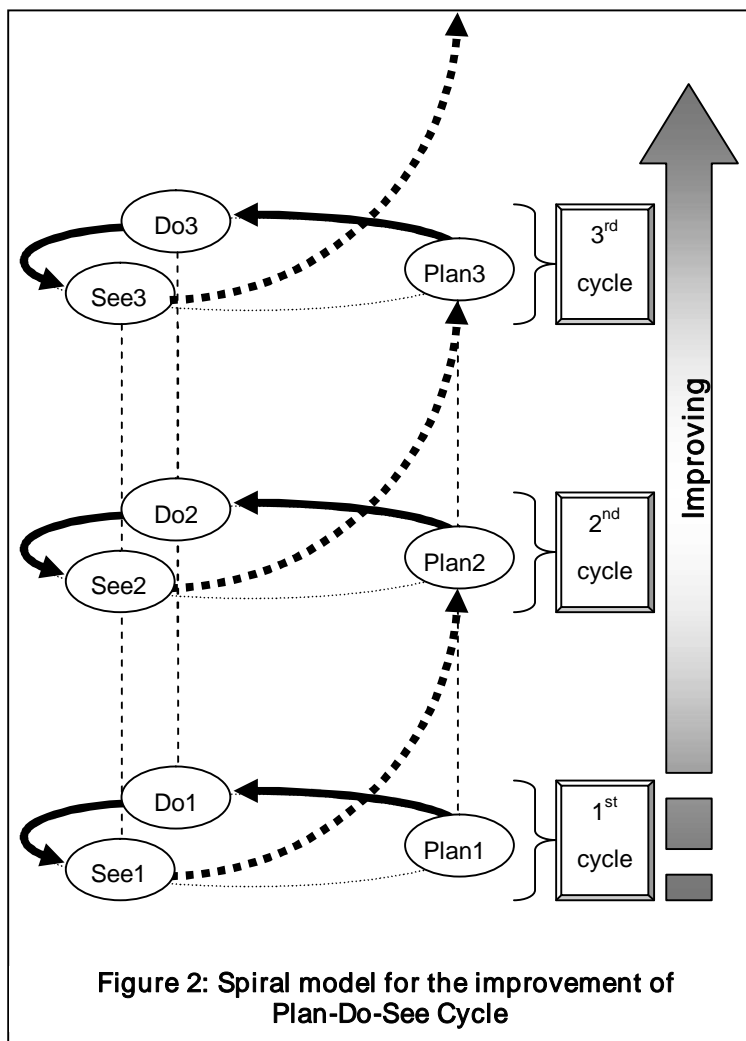 Do3
See3
Plan3
3rd
cycle
Improving
Do2
See2
Plan2
2nd
cycle
Do1
See1
Plan1
1st
cycle
Figure 2: Spiral model for the improvement of
Plan-Do-See Cycle